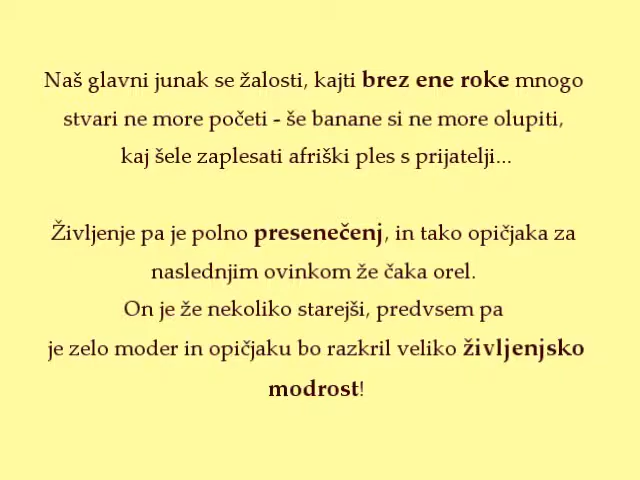 Naš glavni junak se žalosti, kajti brez ene roke mnogo
stvari ne more početi - še banane si ne more olupiti,
kaj šele zaplesati afriški ples s prijatelji...
Življenje pa je polno presenečenj, in tako opičjaka za
naslednjim ovinkom že čaka orel.
On je že nekoliko starejši, predvsem pa
je zelo moder in opičjaku bo razkril veliko življenjsko
modrost!